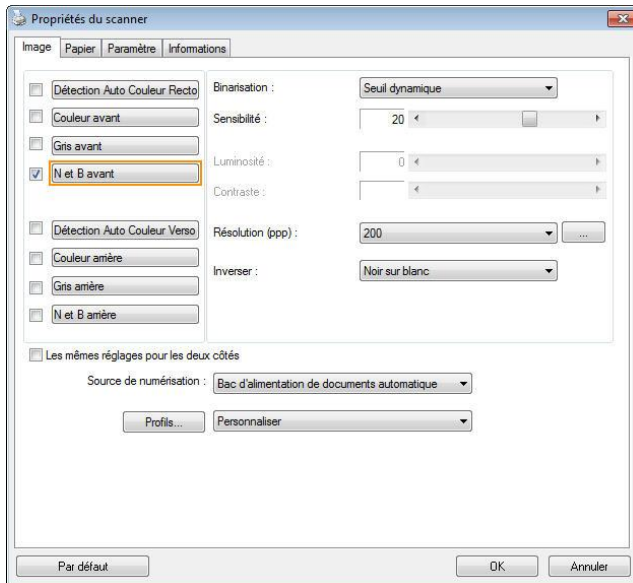 Propriétés du scanner
Image Papier Paramètre Informations
Détection Auto Couleur Recto
Couleur avant
Gris avant
N et B avant
Détection Auto Couleur Verso
Couleur arrière
Gris arrière
N et B arrière
Binarisation : Seuil dynamique
Sensibilité : 20
Luminosité : 0
Contraste :
Résolution (ppp) : 200 ...
Inverser : Noir sur blanc
Les mêmes réglages pour les deux côtés
Source de numérisation : Bac d'alimentation de documents automatique
Profils... Personnaliser
Par défaut OK Annuler